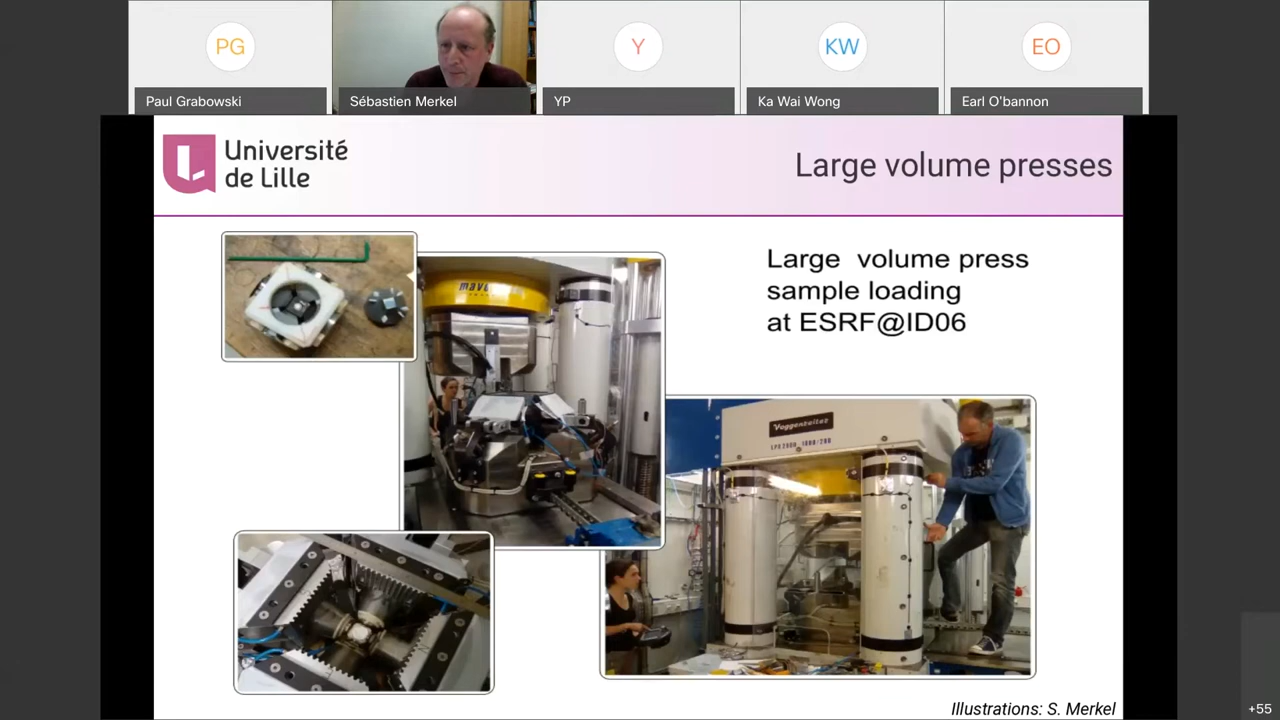 PG
Y
KW
EO
Paul Grabowski
Sébastien Merkel
YP
Ka Wai Wong
Earl O'bannon
Université
de Lille
Large volume presses
Large volume press
sample loading
at ESRF@ID06
Voggenreiter
Illustrations: S. Merkel
+55